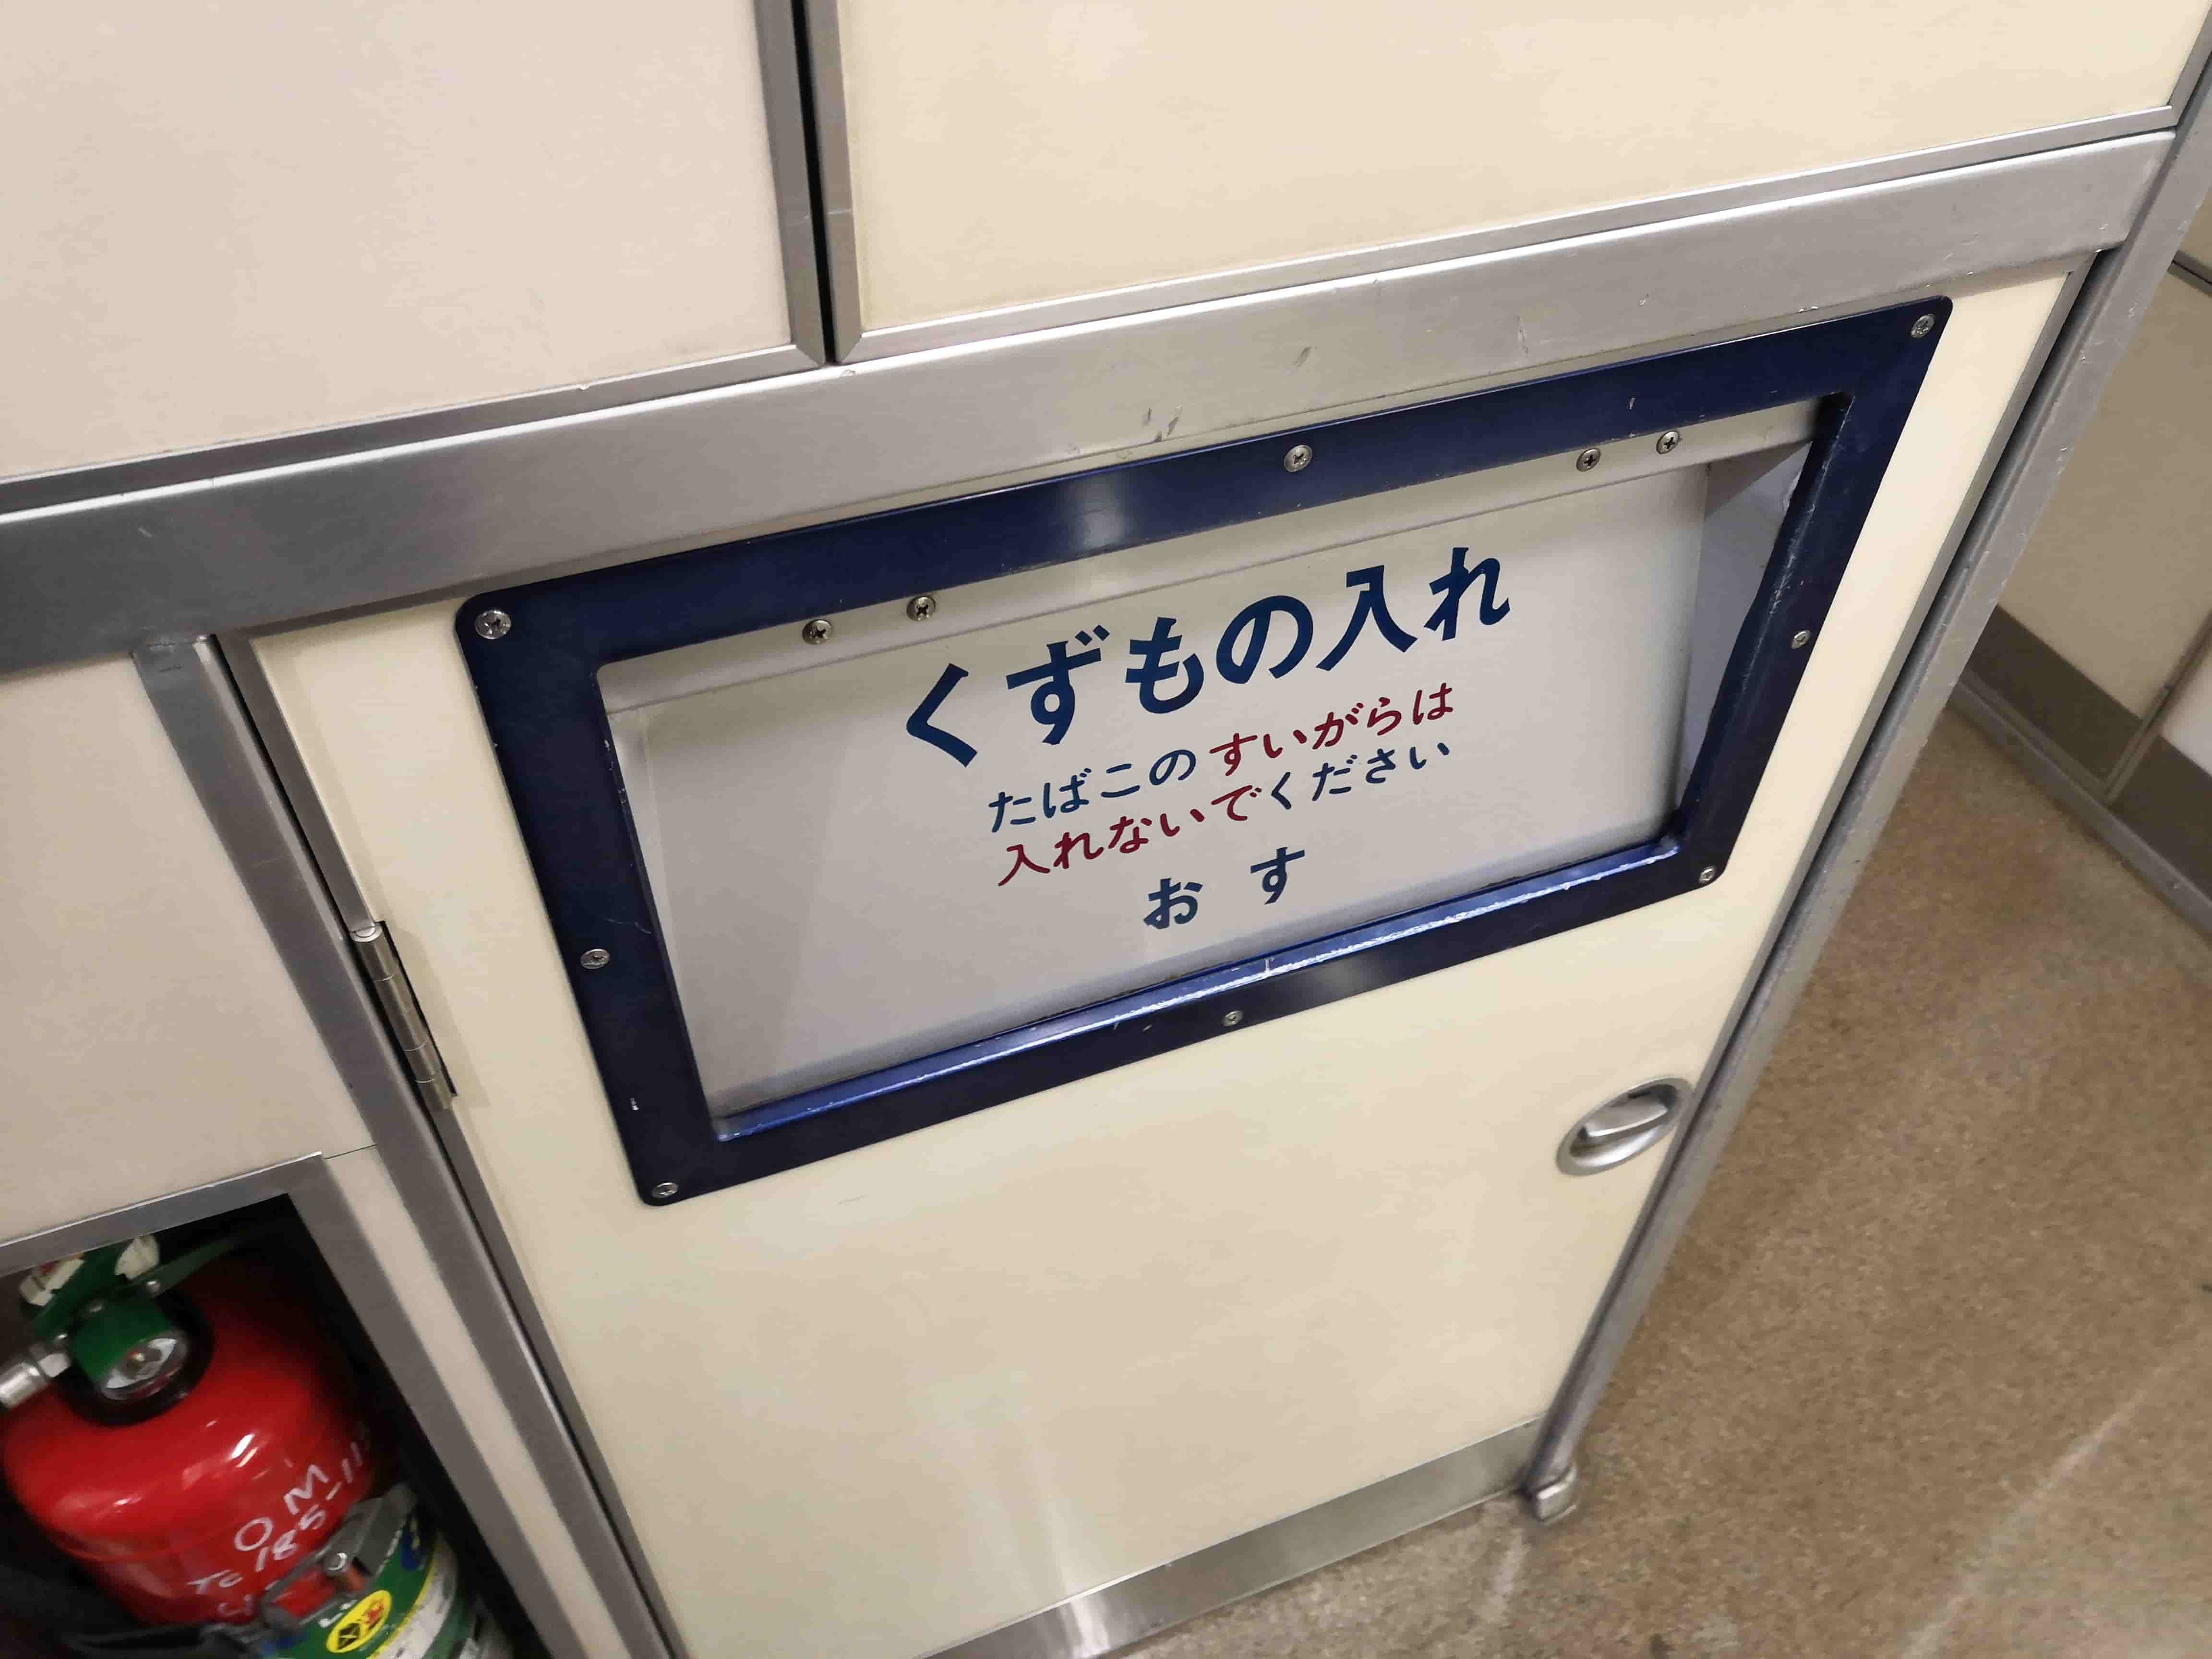 くずもの入れ
たばこのすいがらは
入れないでください
おす
O M